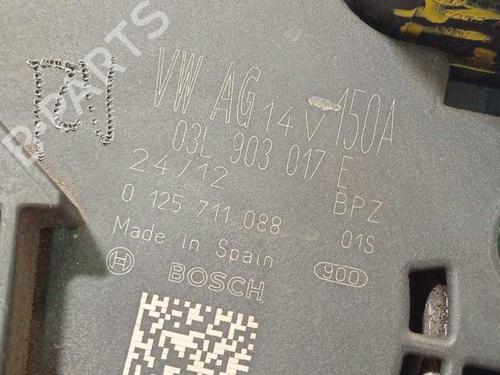 B-PARTS
VW AG 14V 150A
03L 903 017 E
24/12 BPZ
0 125 711 088 01S
Made in Spain
BOSCH 900